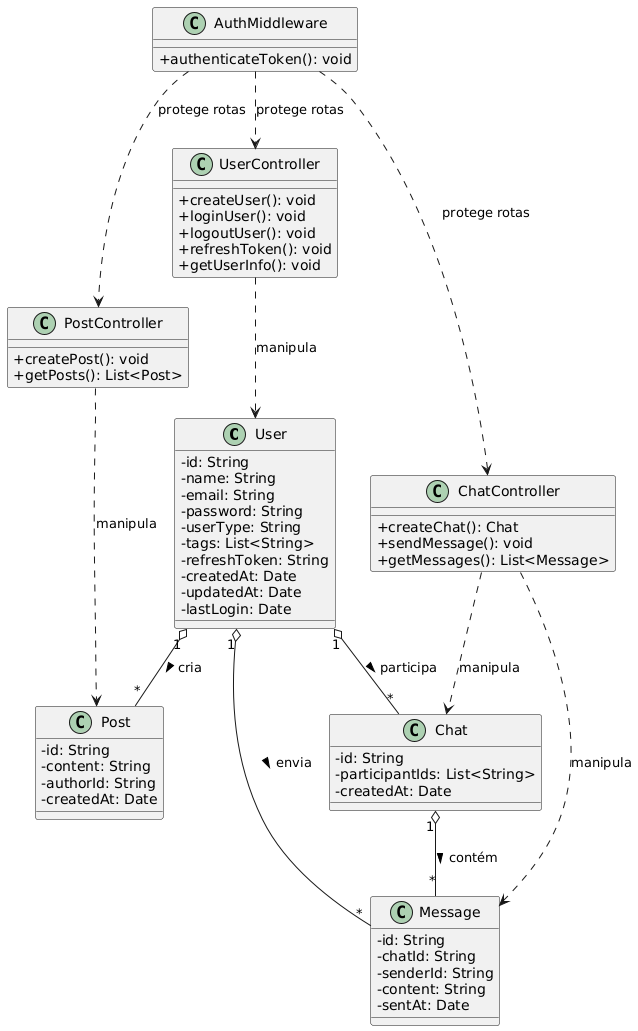 C AuthMiddleware
+authenticateToken(): void
protege rotas
protege rotas
protege rotas
C UserController
+createUser(): void
+loginUser(): void
+logoutUser(): void
+refreshToken(): void
+getUserInfo(): void
C PostController
+createPost(): void
+getPosts(): List<Post>
manipula
C User
-id: String
-name: String
-email: String
-password: String
-userType: String
-tags: List<String>
-refreshToken: String
-createdAt: Date
-updatedAt: Date
-lastLogin: Date
C ChatController
+createChat(): Chat
+sendMessage(): void
+getMessages(): List<Message>
manipula
1
1
1
cria
participa
manipula
*
*
C Post
-id: String
-content: String
-authorId: String
-createdAt: Date
envia
C Chat
-id: String
-participantIds: List<String>
-createdAt: Date
manipula
1
contém
*
*
C Message
-id: String
-chatId: String
-senderId: String
-content: String
-sentAt: Date